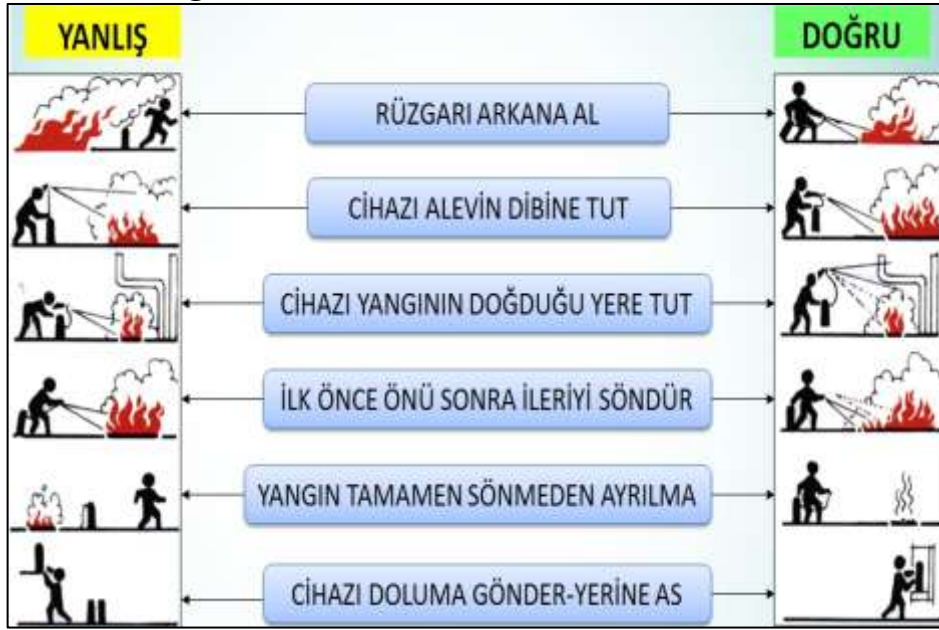 YANLIŞ
DOĞRU
RÜZGARI ARKANA AL
CİHAZI ALEVİN DİBİNE TUT
CİHAZI YANGININ DOĞDUĞU YERE TUT
İLK ÖNCE ÖNÜ SONRA İLERİYİ SÖNDÜR
YANGIN TAMAMEN SÖNMEDEN AYRILMA
CİHAZI DOLUMA GÖNDER-YERİNE AS